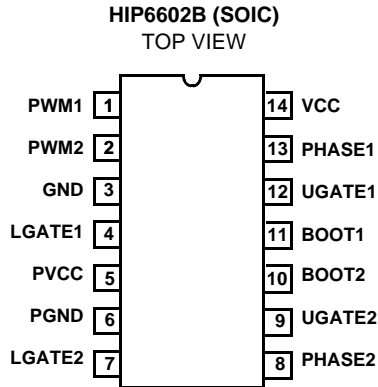 HIP6602B (SOIC)
TOP VIEW
PWM1 1 14 VCC
PWM2 2 13 PHASE1
GND 3 12 UGATE1
LGATE1 4 11 BOOT1
PVCC 5 10 BOOT2
PGND 6 9 UGATE2
LGATE2 7 8 PHASE2